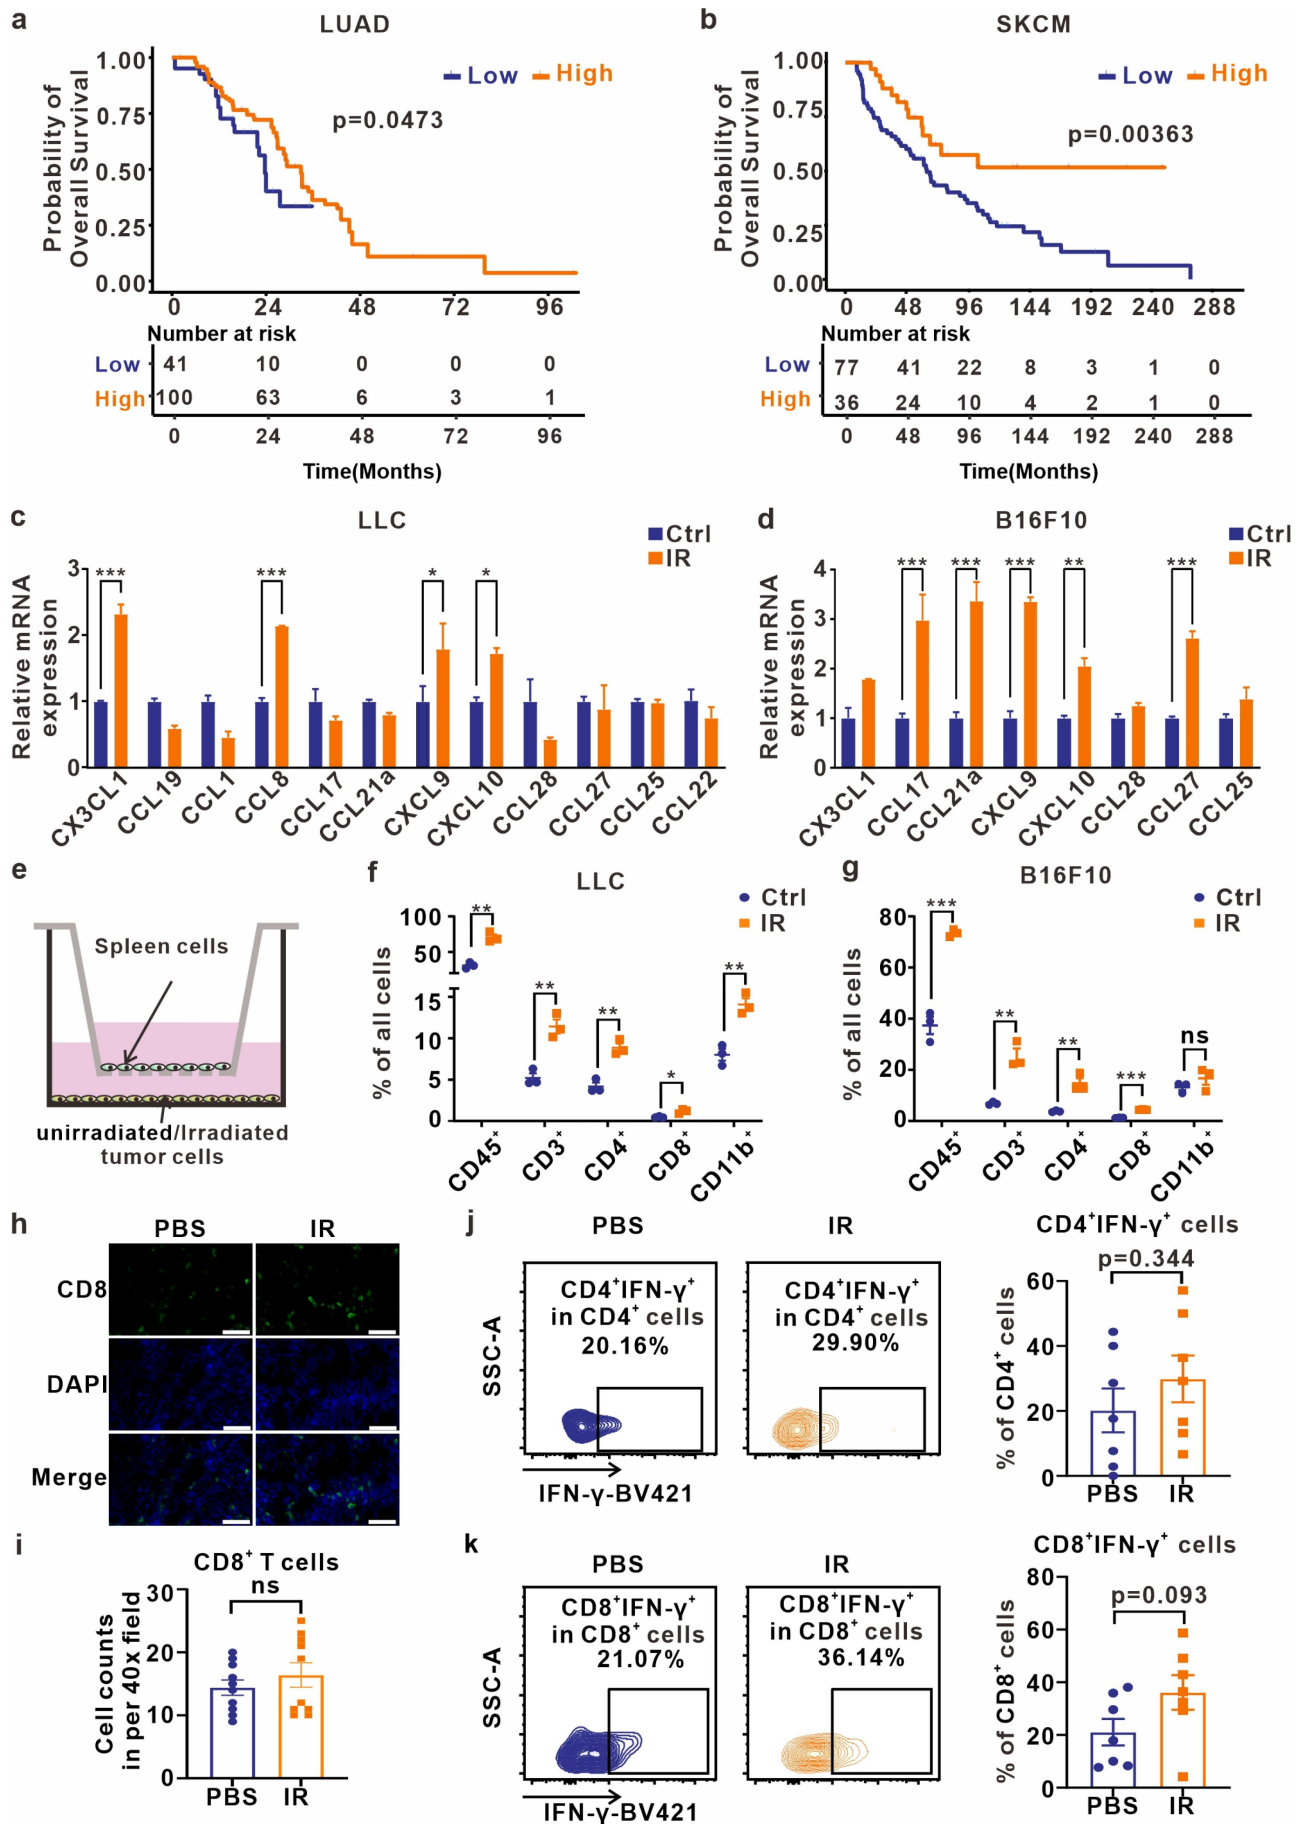 a
LUAD
Probability of
Overall Survival
1.00
0.75
0.50
0.25
0.00
Low High
p=0.0473
0 24 48 72 96
Number at risk
Low 41 10 0 0 0
High 100 63 6 3 1
0 24 48 72 96
Time(Months)
b
SKCM
Probability of
Overall Survival
1.00
0.75
0.50
0.25
0.00
Low High
p=0.00363
0 48 96 144 192 240 288
Number at risk
Low 77 41 22 8 3 1 0
High 36 24 10 4 2 1 0
0 48 96 144 192 240 288
Time(Months)
c
LLC
Ctrl
IR
Relative mRNA
expression
3
2
1
0
*** *** * *
CX3CL1 CCL19 CCL1 CCL8 CCL17 CCL21a CXCL9 CXCL10 CCL28 CCL27 CCL25 CCL22
d
B16F10
Ctrl
IR
Relative mRNA
expression
4
3
2
1
0
*** *** *** ** ***
CX3CL1 CCL17 CCL21a CXCL9 CXCL10 CCL28 CCL27 CCL25
e
Spleen cells
unirradiated/Irradiated
tumor cells
f
LLC
Ctrl
IR
% of all cells
100
50
15
10
5
0
** ** ** * **
CD45⁺ CD3⁺ CD4⁺ CD8⁺ CD11b⁺
g
B16F10
Ctrl
IR
% of all cells
80
60
40
20
0
*** ** ** *** ns
CD45⁺ CD3⁺ CD4⁺ CD8⁺ CD11b⁺
h
PBS IR
CD8
DAPI
Merge
i
CD8⁺ T cells
ns
Cell counts
in per 40x field
30
20
10
0
PBS IR
j
PBS IR
SSC-A
CD4⁺IFN-γ⁺
in CD4⁺ cells
20.16%
CD4⁺IFN-γ⁺
in CD4⁺ cells
29.90%
IFN-γ-BV421
CD4⁺IFN-γ⁺ cells
p=0.344
% of CD4⁺ cells
60
40
20
0
PBS IR
k
PBS IR
SSC-A
CD8⁺IFN-γ⁺
in CD8⁺ cells
21.07%
CD8⁺IFN-γ⁺
in CD8⁺ cells
36.14%
IFN-γ-BV421
CD8⁺IFN-γ⁺ cells
p=0.093
% of CD8⁺ cells
80
60
40
20
0
PBS IR